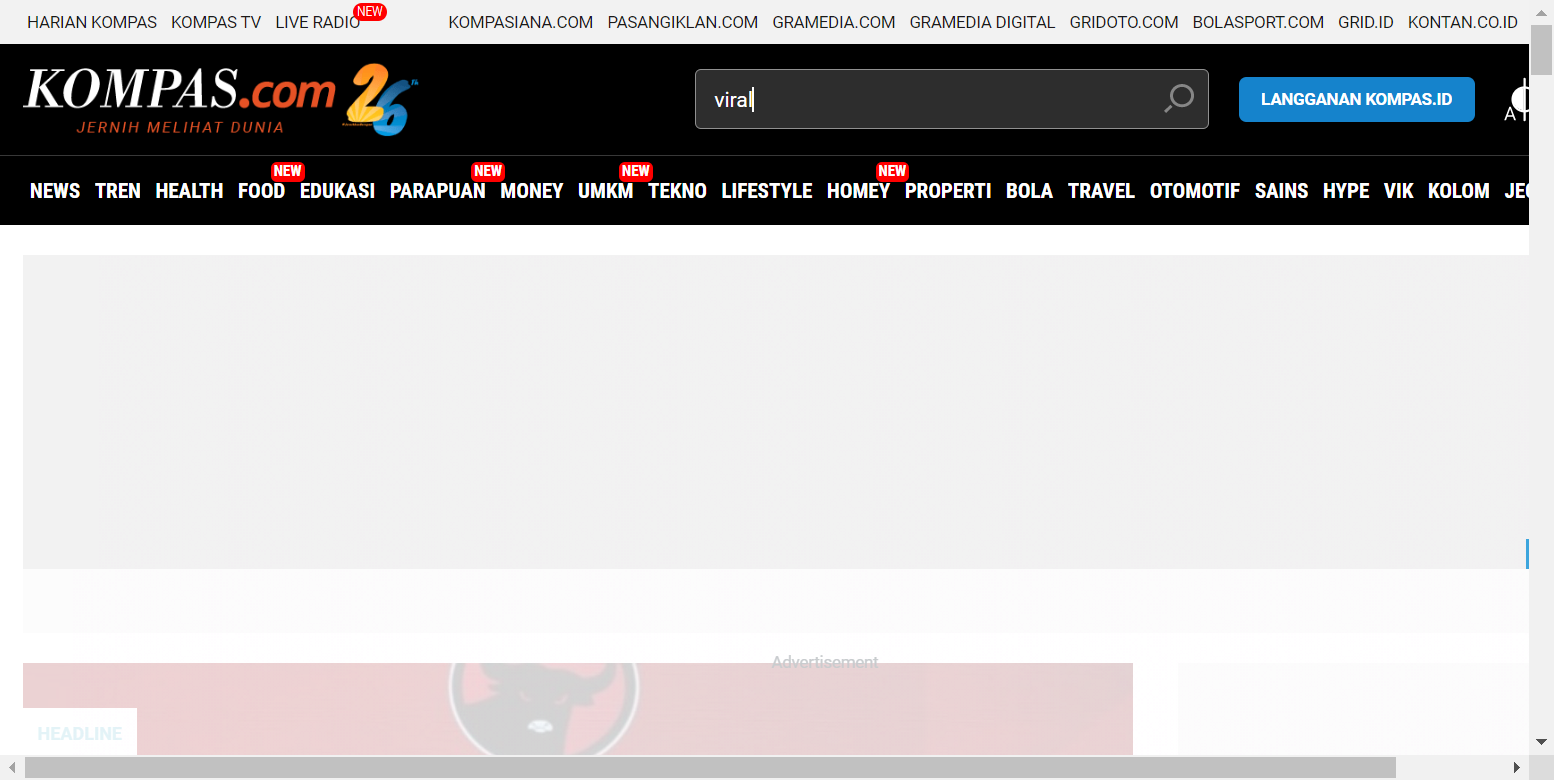 HARIAN KOMPAS KOMPAS TV LIVE RADIO NEW KOMPASIANA.COM PASANGIKLAN.COM GRAMEDIA.COM GRAMEDIA DIGITAL GRIDOTO.COM BOLASPORT.COM GRID.ID KONTAN.CO.ID
KOMPAS.com 26
JERNIH MELIHAT DUNIA
viral
LANGGANAN KOMPAS.ID
A
NEW NEW NEW NEW
NEWS TREN HEALTH FOOD EDUKASI PARAPUAN MONEY UMKM TEKNO LIFESTYLE HOMEY PROPERTI BOLA TRAVEL OTOMOTIF SAINS HYPE VIK KOLOM
Advertisement
HEADLINE